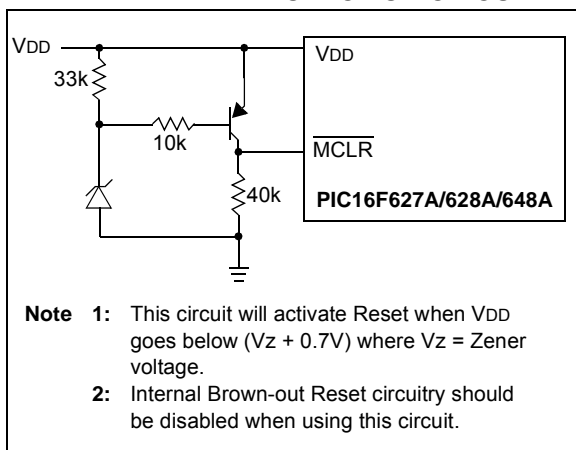 VDD
VDD
33k
10k
MCLR
40k
PIC16F627A/628A/648A
Note 1: This circuit will activate Reset when VDD
goes below (Vz + 0.7V) where Vz = Zener
voltage.
2: Internal Brown-out Reset circuitry should
be disabled when using this circuit.